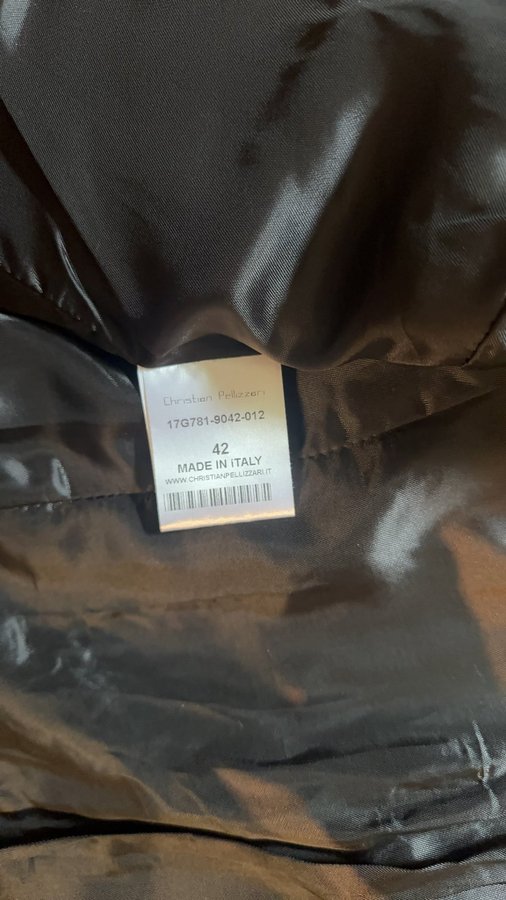 Christian Pellizzari
17G781-9042-012
42
MADE IN ITALY
WWW.CHRISTIANPELLIZZARI.IT